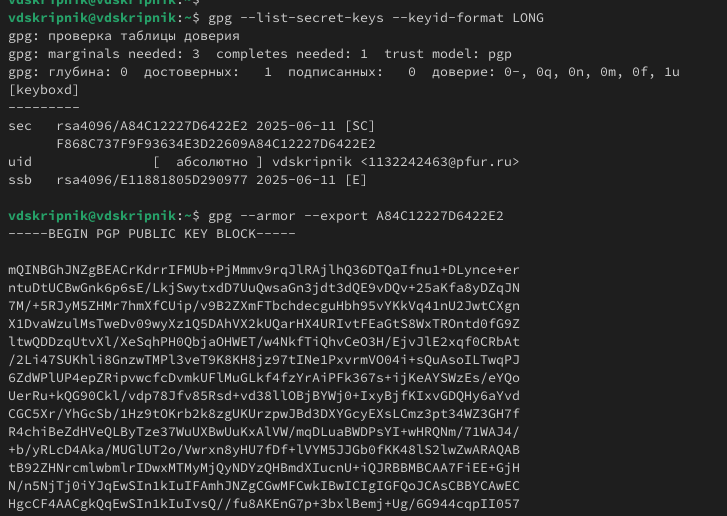 vdskripnik@vdskripnik:~$
vdskripnik@vdskripnik:~$ gpg --list-secret-keys --keyid-format LONG
gpg: проверка таблицы доверия
gpg: marginals needed: 3  completes needed: 1  trust model: pgp
gpg: глубина: 0  достоверных:   1  подписанных:   0  доверие: 0-, 0q, 0n, 0m, 0f, 1u
[keyboxd]
---------
sec   rsa4096/A84C12227D6422E2 2025-06-11 [SC]
      F868C737F9F93634E3D22609A84C12227D6422E2
uid               [  абсолютно ] vdskripnik <1132242463@pfur.ru>
ssb   rsa4096/E11881805D290977 2025-06-11 [E]
vdskripnik@vdskripnik:~$ gpg --armor --export A84C12227D6422E2
-----BEGIN PGP PUBLIC KEY BLOCK-----
mQINBGhJNZgBEACrKdrrIFMUb+PjMmmv9rqJlRAjlhQ36DTQaIfnu1+DLynce+er
ntuDtUCBwGnk6p6sE/LkjSwytxdD7UuQwsaGn3jdt3dQE9vDQv+25aKfa8yDZqJN
7M/+5RJyM5ZHMr7hmXfCUip/v9B2ZXmFTbchdecguHbh95vYKkVq41nU2JwtCXgn
X1DvaWzulMsTweDv09wyXz1Q5DAhVX2kUQarHX4URIvtFEaGtS8WxTROntd0fG9Z
ltwQDDzqUtvXl/XeSqhPH0QbjaOHWET/w4NkfTiQhvCeO3H/EjvJlE2xqf0CRbAt
/2Li47SUKhli8GnzwTMPl3veT9K8KH8jz97tINe1PxvrmVO04i+sQuAsoILTwqPJ
6ZdWPlUP4epZRipvwcfcDvmkUFlMuGLkf4fzYrAiPFk367s+ijKeAYSWzEs/eYQo
UerRu+kQG90Ckl/vdp78Jfv85Rsd+vd38llOBjBYWj0+IxyBjfKIxvGDQHy6aYvd
CGC5Xr/YhGcSb/1Hz9tOKrb2k8zgUKUrzpwJBd3DXYGcyEXsLCmz3pt34WZ3GH7f
R4chiBeZdHVeQLByTze37WuUXBwUuKxAlVW/mqDLuaBWDPsYI+wHRQNm/71WAJ4/
+b/yRLcD4Aka/MUGlUT2o/Vwrxn8yHU7fDf+lVYM5JJGb0fKK48lS2lwZwARAQAB
tB92ZHNrcmlwbmlrIDwxMTMyMjQyNDYzQHBmdXIucnU+iQJRBBMBCAA7FiEE+GjH
N/n5NjTj0iYJqEwSIn1kIuIFAmhJNZgCGwMFCwkIBwICIgIGFQoJCAsCBBYCAwEC
HgcCF4AACgkQqEwSIn1kIuIvsQ//fu8AKEnG7p+3bxlBemj+Ug/6G944cqpII057